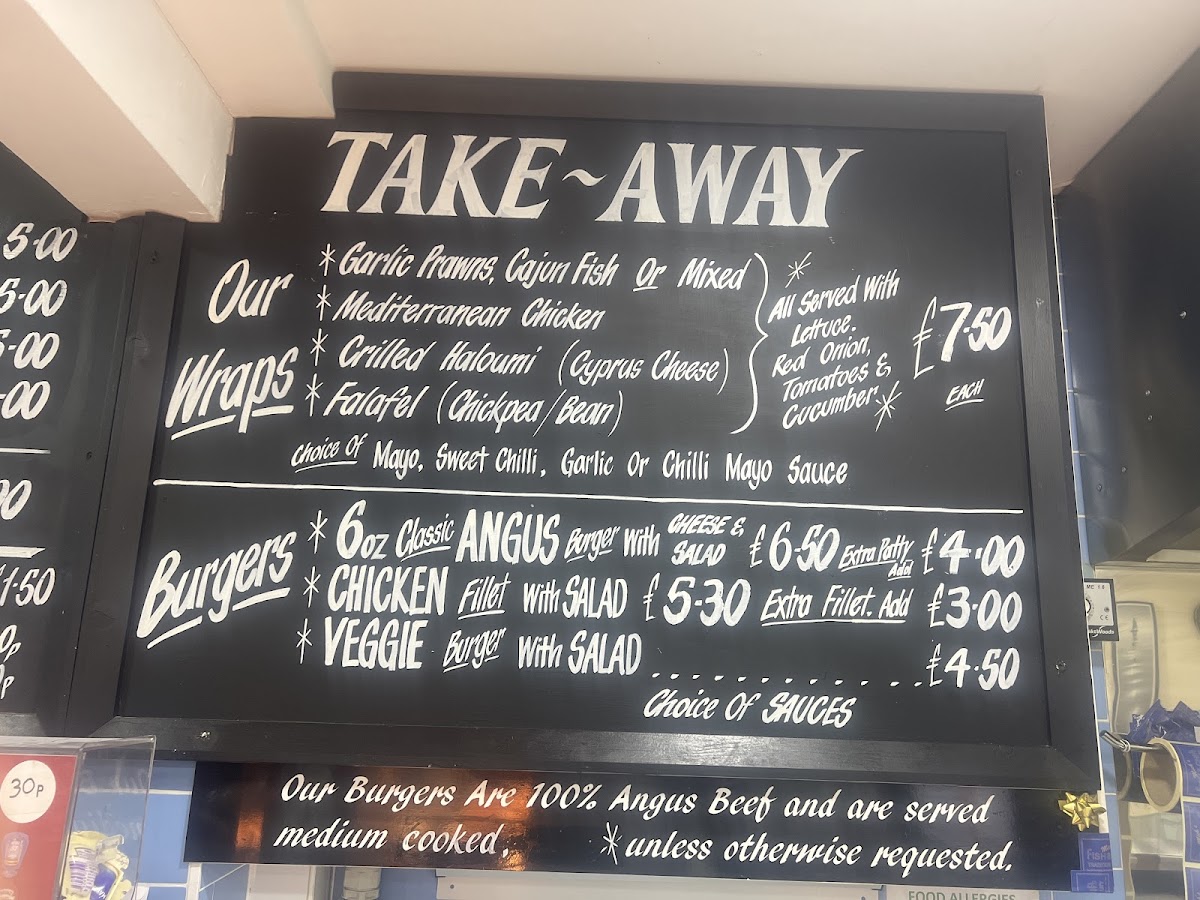 TAKE~AWAY
Our Wraps
* Garlic Prawns, Cajun Fish Or Mixed
* Mediterranean Chicken
* Grilled Haloumi (Cyprus Cheese)
* Falafel (Chickpea/Bean)
* All Served With
Lettuce.
Red Onion,
Tomatoes &
Cucumber. *
£7.50
EACH
Choice Of Mayo, Sweet Chilli, Garlic Or Chilli Mayo Sauce
Burgers
* 6oz Classic ANGUS Burger With CHEESE & SALAD £6.50 Extra Patty Add £4.00
* CHICKEN Fillet With SALAD £5.30 Extra Fillet. Add £3.00
* VEGGIE Burger With SALAD ............. £4.50
Choice Of SAUCES
Our Burgers Are 100% Angus Beef and are served
medium cooked. *unless otherwise requested.
5.00
5.00
5.00
.00
1.50
30p
FOOD ALLERGIES